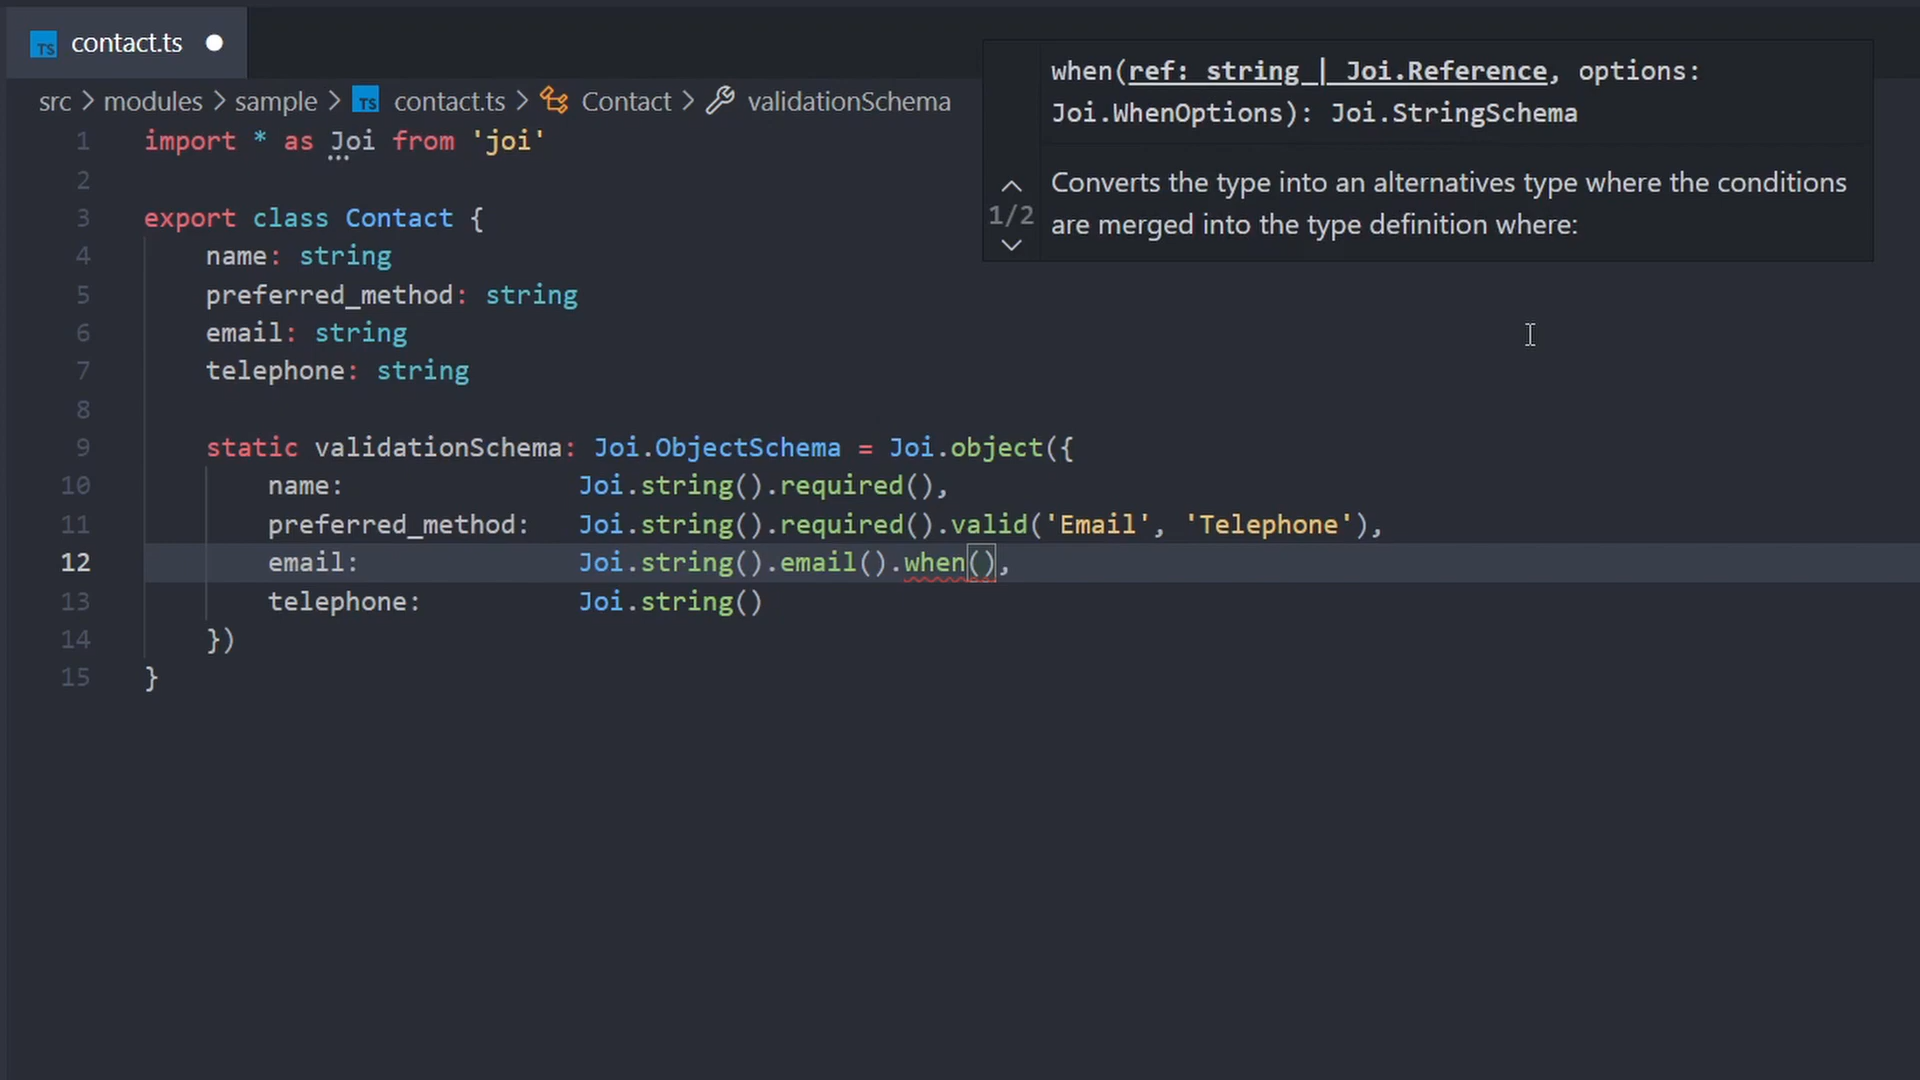 TS contact.ts
src > modules > sample > TS contact.ts > Contact > validationSchema
when(ref: string | Joi.Reference, options:
Joi.WhenOptions): Joi.StringSchema
1/2
Converts the type into an alternatives type where the conditions
are merged into the type definition where:
1 import * as Joi from 'joi'
2
3 export class Contact {
4 name: string
5 preferred_method: string
6 email: string
7 telephone: string
8
9 static validationSchema: Joi.ObjectSchema = Joi.object({
10 name: Joi.string().required(),
11 preferred_method: Joi.string().required().valid('Email', 'Telephone'),
12 email: Joi.string().email().when(),
13 telephone: Joi.string()
14 })
15 }